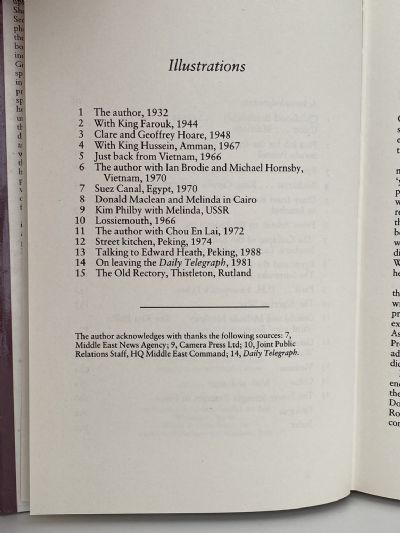 Illustrations
1 The author, 1932
2 With King Farouk, 1944
3 Clare and Geoffrey Hoare, 1948
4 With King Hussein, Amman, 1967
5 Just back from Vietnam, 1966
6 The author with Ian Brodie and Michael Hornsby,
Vietnam, 1970
7 Suez Canal, Egypt, 1970
8 Donald Maclean and Melinda in Cairo
9 Kim Philby with Melinda, USSR
10 Lossiemouth, 1966
11 The author with Chou En Lai, 1972
12 Street kitchen, Peking, 1974
13 Talking to Edward Heath, Peking, 1988
14 On leaving the Daily Telegraph, 1981
15 The Old Rectory, Thistleton, Rutland
The author acknowledges with thanks the following sources: 7,
Middle East News Agency; 9, Camera Press Ltd; 10, Joint Public
Relations Staff, HQ Middle East Command; 14, Daily Telegraph.